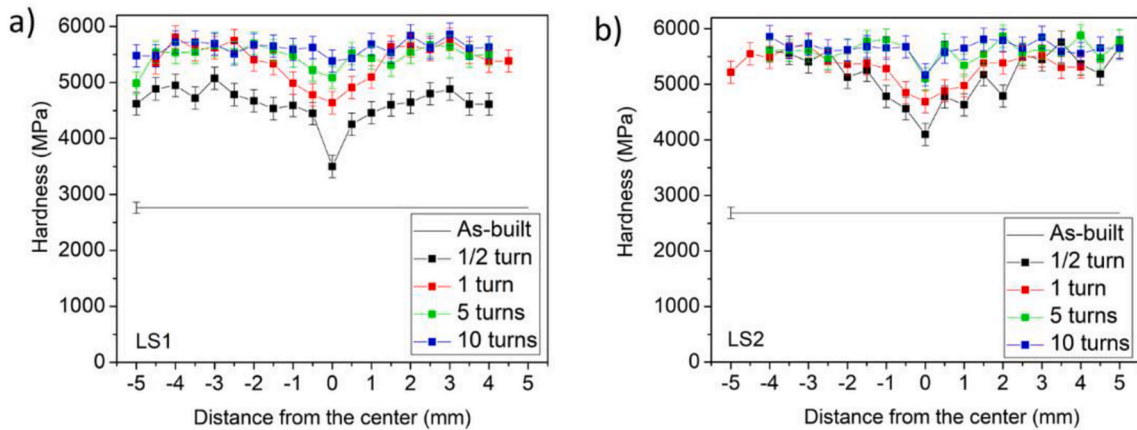 a)
Hardness (MPa)
6000
5000
4000
3000
2000
1000
0
LS1
As-built
1/2 turn
1 turn
5 turns
10 turns
-5 -4 -3 -2 -1 0 1 2 3 4 5
Distance from the center (mm)
b)
Hardness (MPa)
6000
5000
4000
3000
2000
1000
0
LS2
As-built
1/2 turn
1 turn
5 turns
10 turns
-5 -4 -3 -2 -1 0 1 2 3 4 5
Distance from the center (mm)